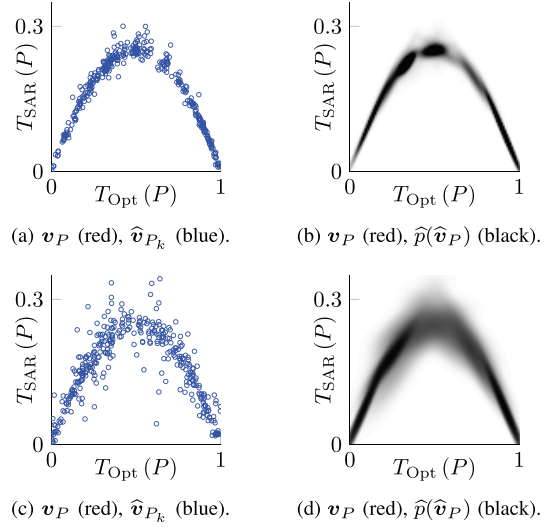 0.3
T_SAR (P)
0
0
1
T_Opt (P)
(a) v_P (red), v̂_{P_k} (blue).
0.3
T_SAR (P)
0
0
1
T_Opt (P)
(b) v_P (red), p̂(v̂_P) (black).
0.3
T_SAR (P)
0
0
1
T_Opt (P)
(c) v_P (red), v̂_{P_k} (blue).
0.3
T_SAR (P)
0
0
1
T_Opt (P)
(d) v_P (red), p̂(v̂_P) (black).